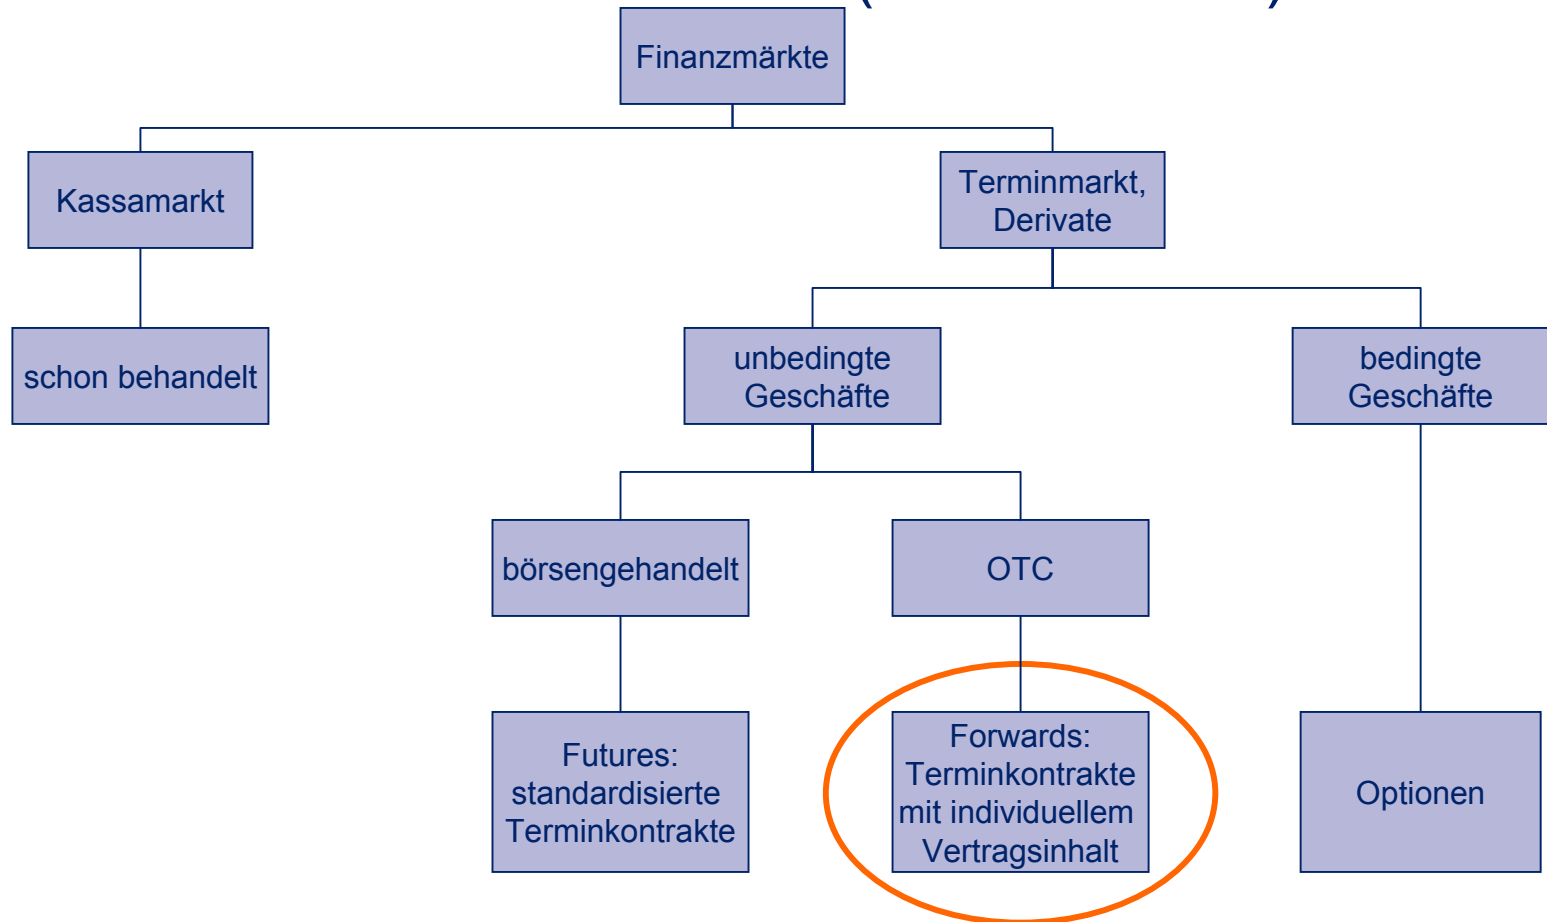 Finanzmärkte
Kassamarkt
Terminmarkt,
Derivate
schon behandelt
unbedingte
Geschäfte
bedingte
Geschäfte
börsengehandelt
OTC
Futures:
standardisierte
Terminkontrakte
Forwards:
Terminkontrakte
mit individuellem
Vertragsinhalt
Optionen